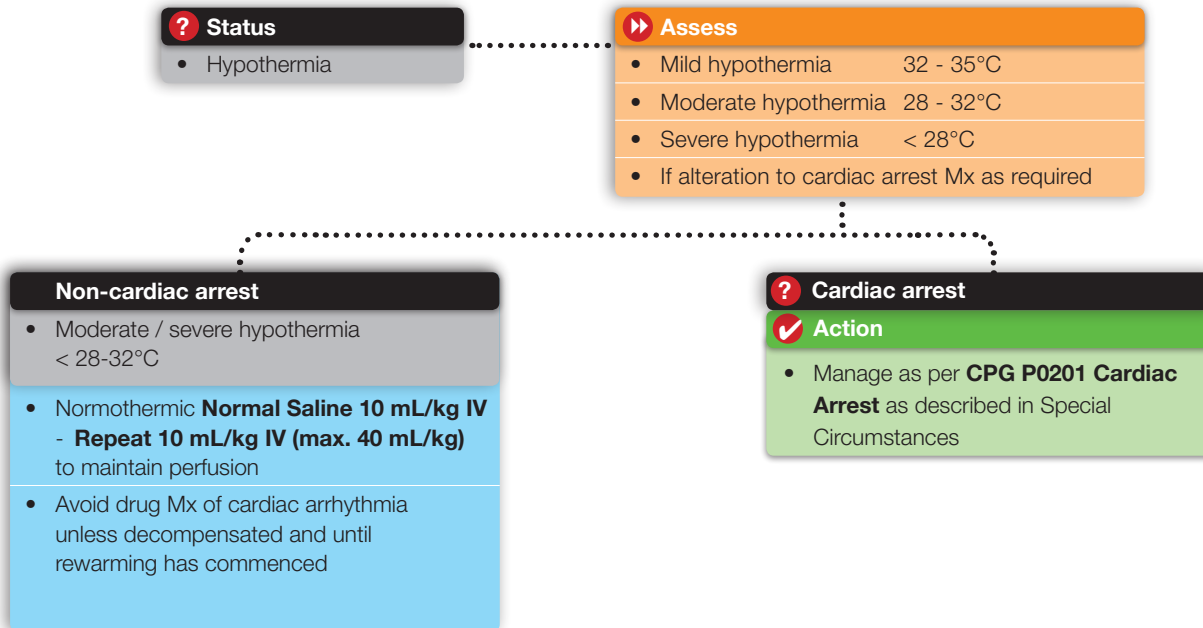 ? Status
• Hypothermia
Assess
• Mild hypothermia 32 - 35°C
• Moderate hypothermia 28 - 32°C
• Severe hypothermia < 28°C
• If alteration to cardiac arrest Mx as required
Non-cardiac arrest
• Moderate / severe hypothermia
< 28-32°C
• Normothermic Normal Saline 10 mL/kg IV
- Repeat 10 mL/kg IV (max. 40 mL/kg)
to maintain perfusion
• Avoid drug Mx of cardiac arrhythmia
unless decompensated and until
rewarming has commenced
? Cardiac arrest
Action
• Manage as per CPG P0201 Cardiac
Arrest as described in Special
Circumstances